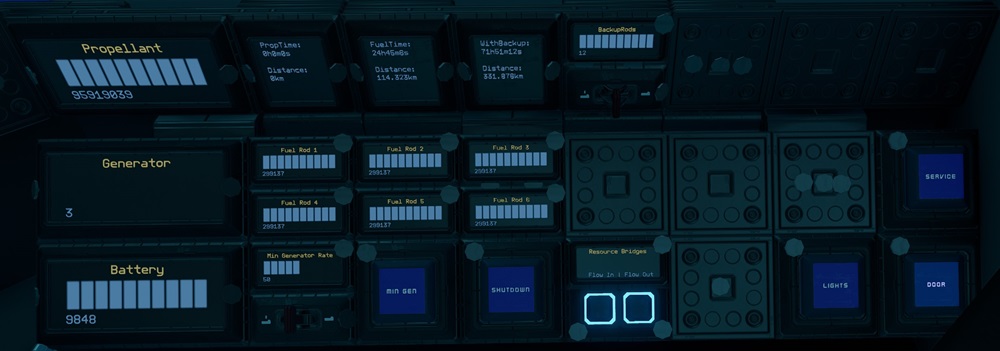 Propellant
95919039
PropTime:
0h0m0s
Distance:
0km
FuelTime:
24h45m6s
Distance:
114.323km
WithBackup:
71h51m12s
Distance:
331.878km
BackupRods
12
Generator
3
Fuel Rod 1
299137
Fuel Rod 2
299137
Fuel Rod 3
299137
Fuel Rod 4
299137
Fuel Rod 5
299137
Fuel Rod 6
299137
SERVICE
Battery
9848
Min Generator Rate
50
MIN GEN
SHUTDOWN
Resource Bridges
Flow In | Flow Out
LIGHTS
DOOR